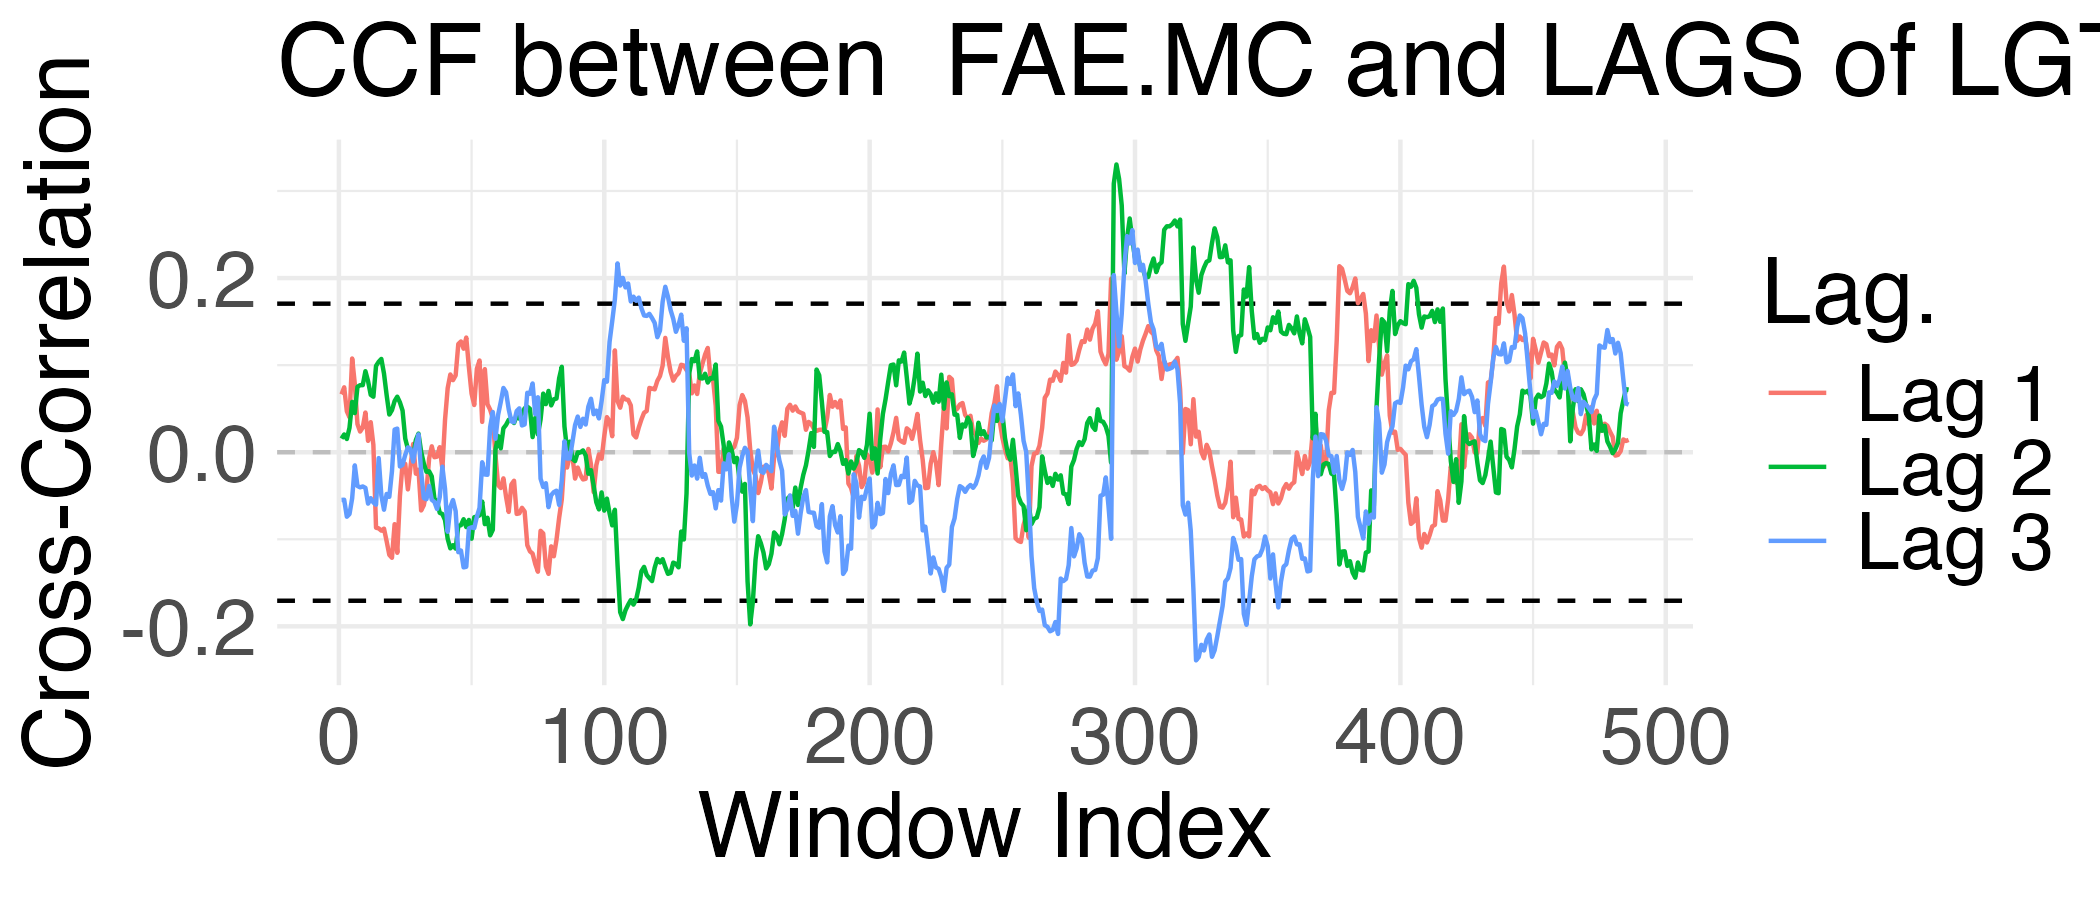 CCF between FAE.MC and LAGS of LGT
Cross-Correlation
0.2
0.0
-0.2
0 100 200 300 400 500
Window Index
Lag.
Lag 1
Lag 2
Lag 3